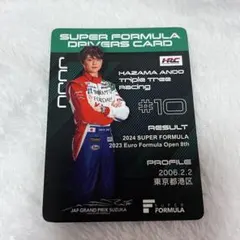 SUPER FORMULA
DRIVERS CARD
HRC
HAZAMA ANDO
Triple Tree
Racing
#10
RESULT
2024 SUPER FORMULA
2023 Euro Formula Open 8th
PROFILE
2006.2.2
東京都港区
JAF GRAND PRIX SUZUKA
SUPER
FORMULA